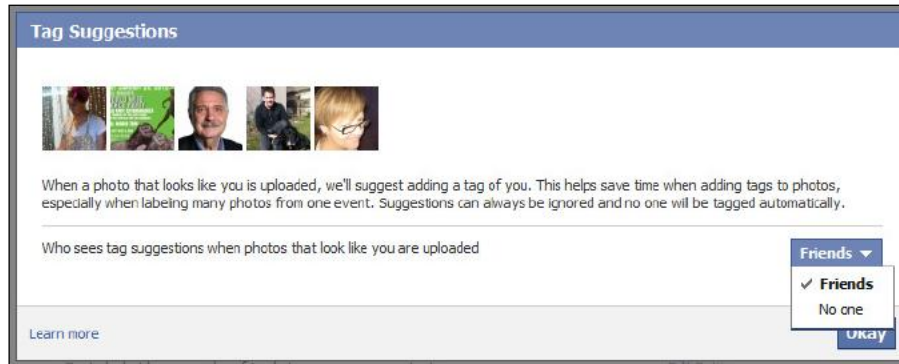 Tag Suggestions
When a photo that looks like you is uploaded, we'll suggest adding a tag of you. This helps save time when adding tags to photos,
especially when labeling many photos from one event. Suggestions can always be ignored and no one will be tagged automatically.
Who sees tag suggestions when photos that look like you are uploaded
Friends
Friends
No one
Learn more
Okay